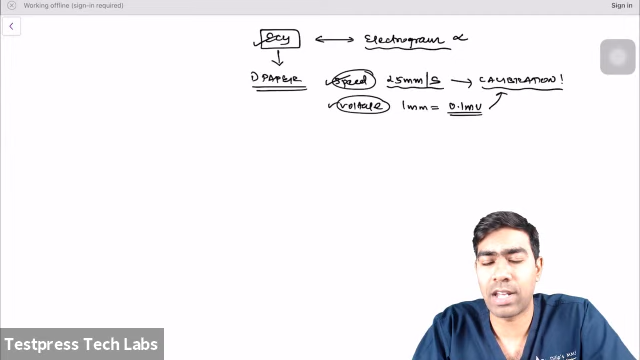 Working offline (sign-in required)
Sign in
ECG ↔ Electrogram
1) PAPER speed 25mm/s → CALIBRATION!
voltage 1mm = 0.1mv
Testpress Tech Labs